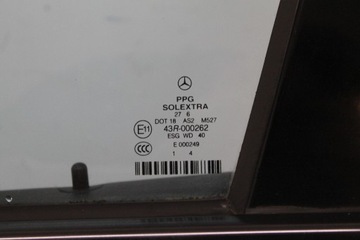 PPG
SOLEXTRA
27 6
DOT 18 AS2 M527
E11 43R-000262
ESG WD 40
CCC E 000249
1 4